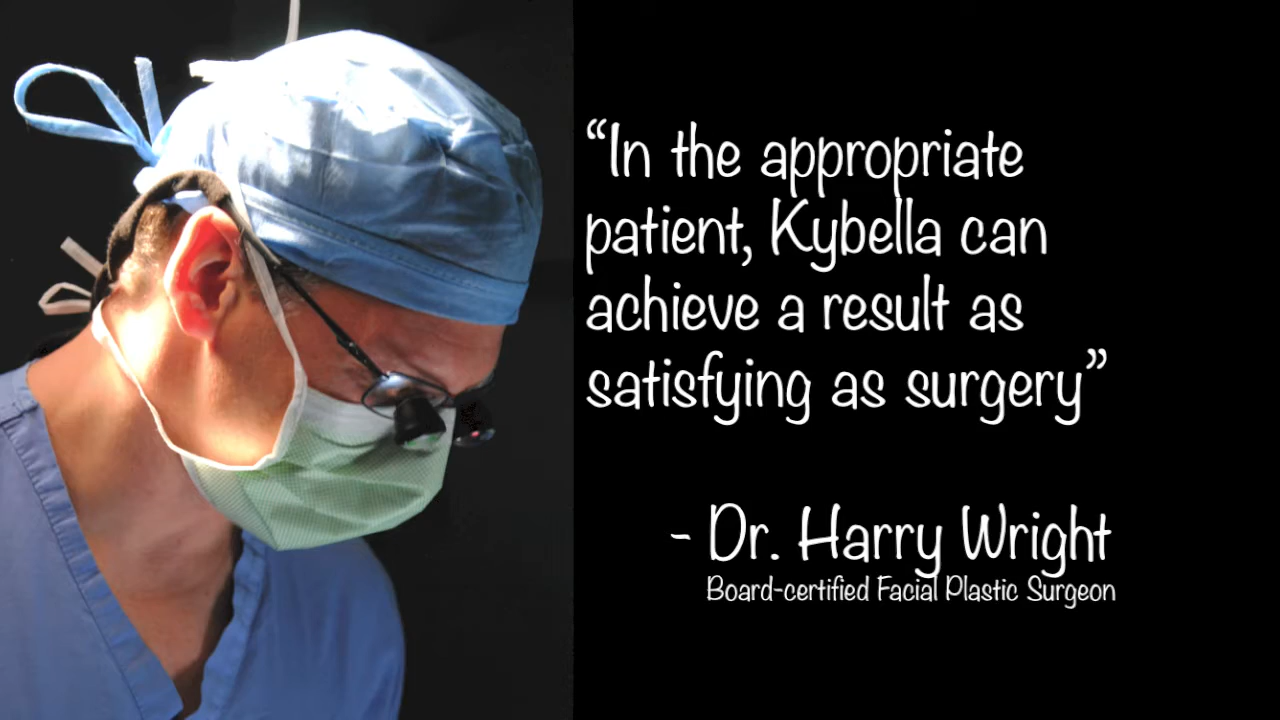 “In the appropriate
patient, Kybella can
achieve a result as
satisfying as surgery”
- Dr. Harry Wright
Board-certified Facial Plastic Surgeon